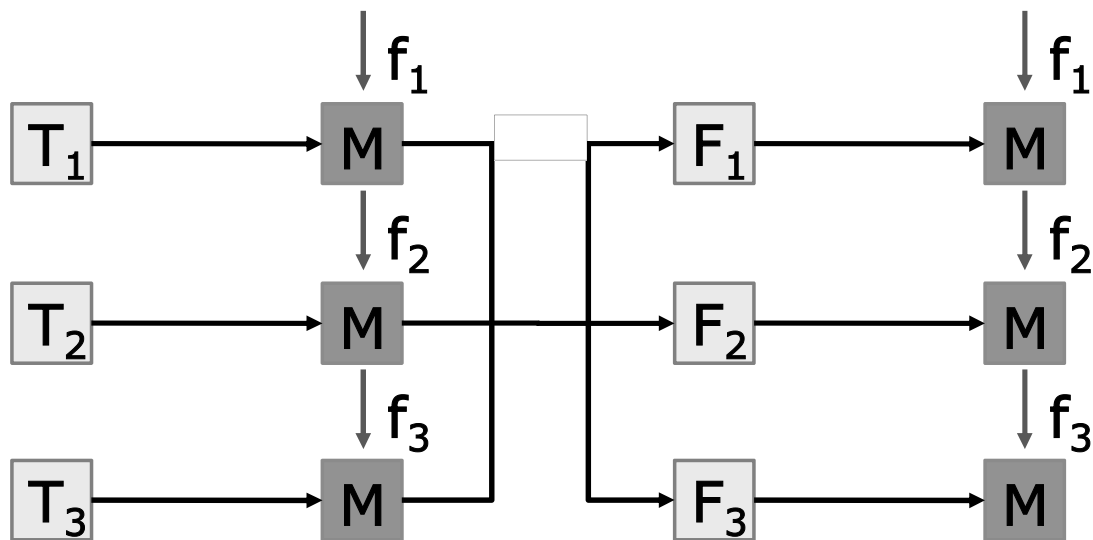 f₁ f₁
T₁ M F₁ M
f₂ f₂
T₂ M F₂ M
f₃ f₃
T₃ M F₃ M